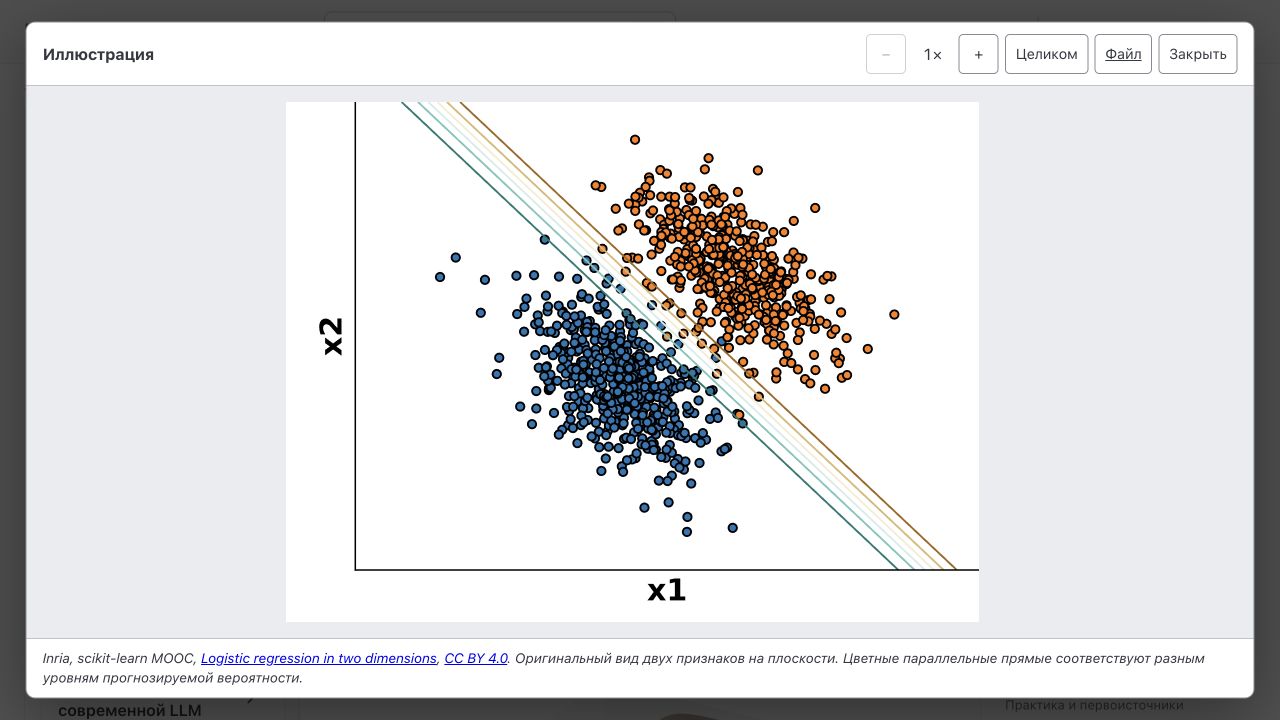 Иллюстрация
−
1×
+
Целиком
Файл
Закрыть
x2
x1
Inria, scikit-learn MOOC, Logistic regression in two dimensions, CC BY 4.0. Оригинальный вид двух признаков на плоскости. Цветные параллельные прямые соответствуют разным
уровням прогнозируемой вероятности.
современной LLM
Практика и первоисточники